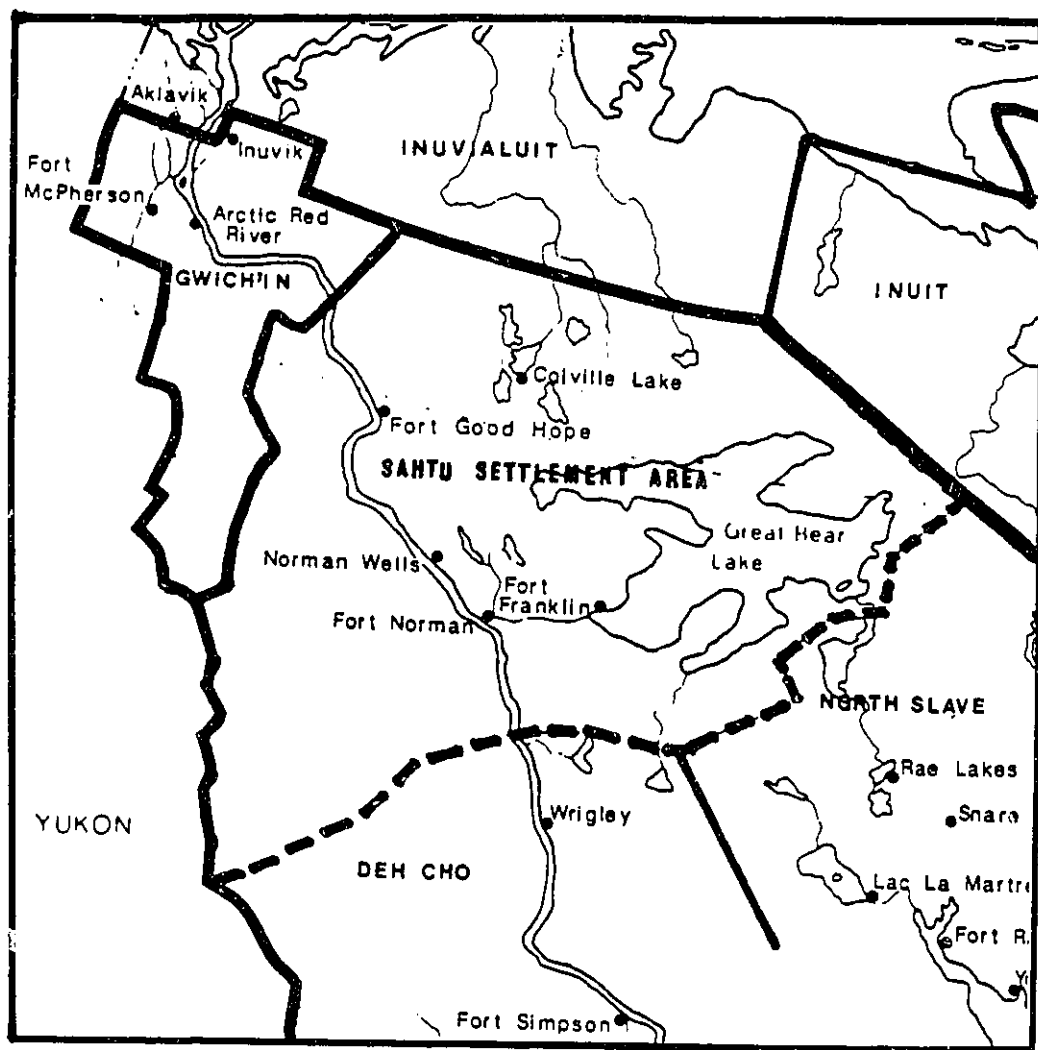 Aklavik
Inuvik
INUVIALUIT
Fort
McPherson
Arctic Red
River
GWICH'IN
INUIT
Colville Lake
Fort Good Hope
SAHTU SETTLEMENT AREA
Great Bear
Lake
Norman Wells
Fort
Franklin
Fort Norman
NORTH SLAVE
Rae Lakes
YUKON
Wrigley
Snare
DEH CHO
Lac La Martre
Fort R
Fort Simpson